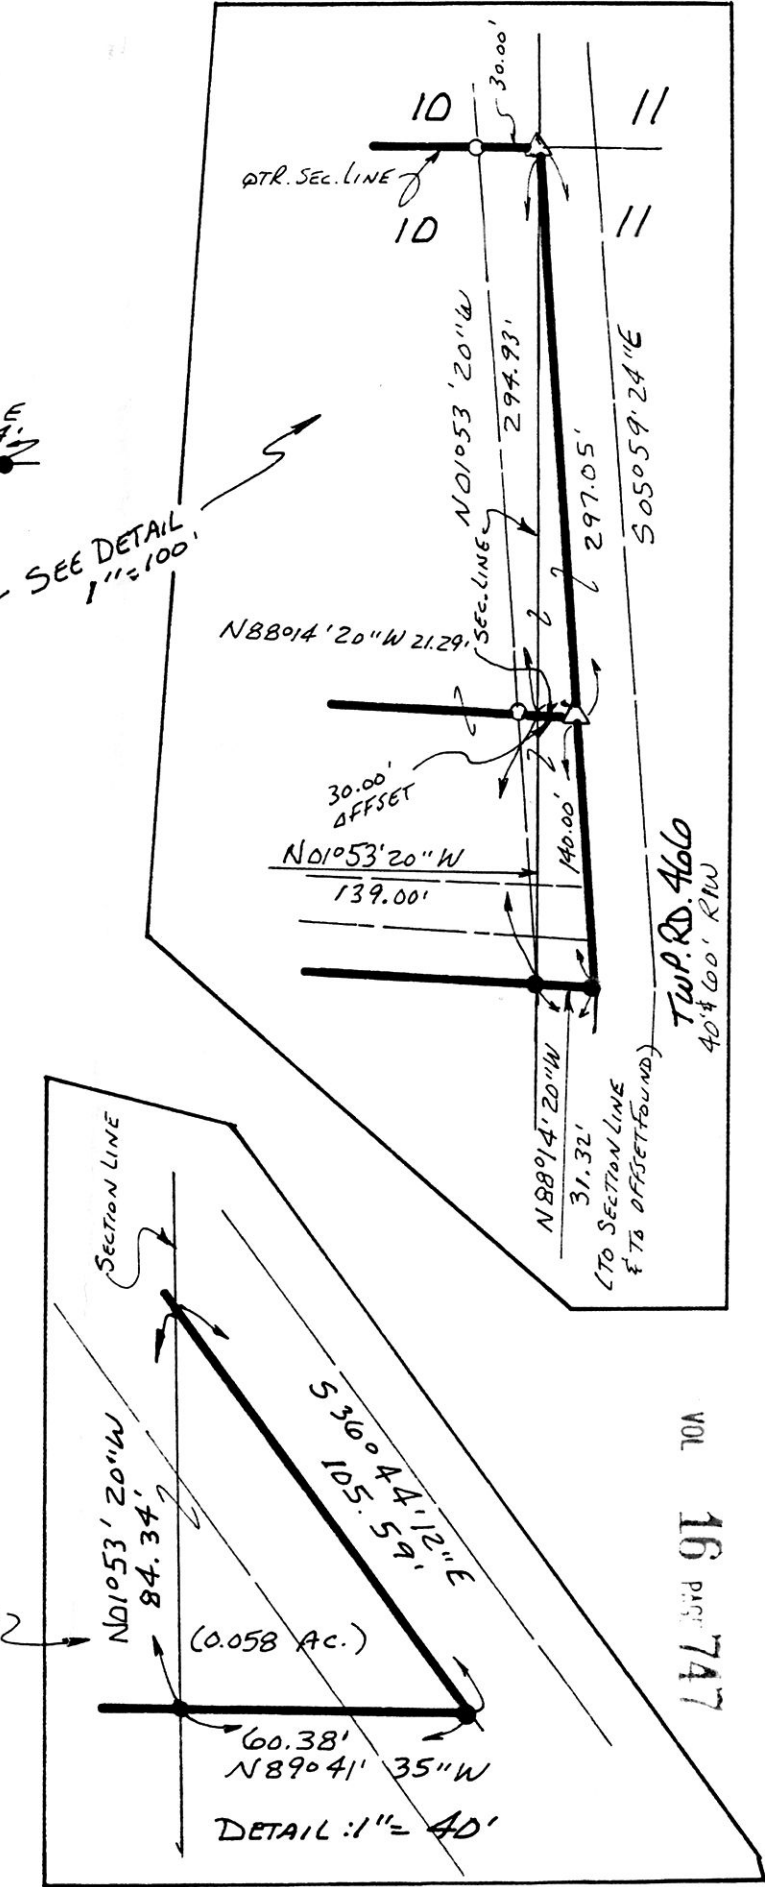 10
30.00'
11
QTR. SEC. LINE
10
11
E
SEE DETAIL
1"=100'
N01°53'20"W
294.93'
SEC. LINE
297.05'
S05°59'24"E
N88°14'20"W 21.29'
30.00'
OFFSET
140.00'
N01°53'20"W
139.00'
TWP. RD. 466
40' & 60' R/W
N88°14'20"W
31.32'
(TO SECTION LINE
& TO OFFSET FOUND)
SECTION LINE
S36°44'12"E
105.59'
N01°53'20"W
84.34'
(0.058 AC.)
60.38'
N89°41'35"W
DETAIL: 1"= 40'
VOL 16 PAGE 747